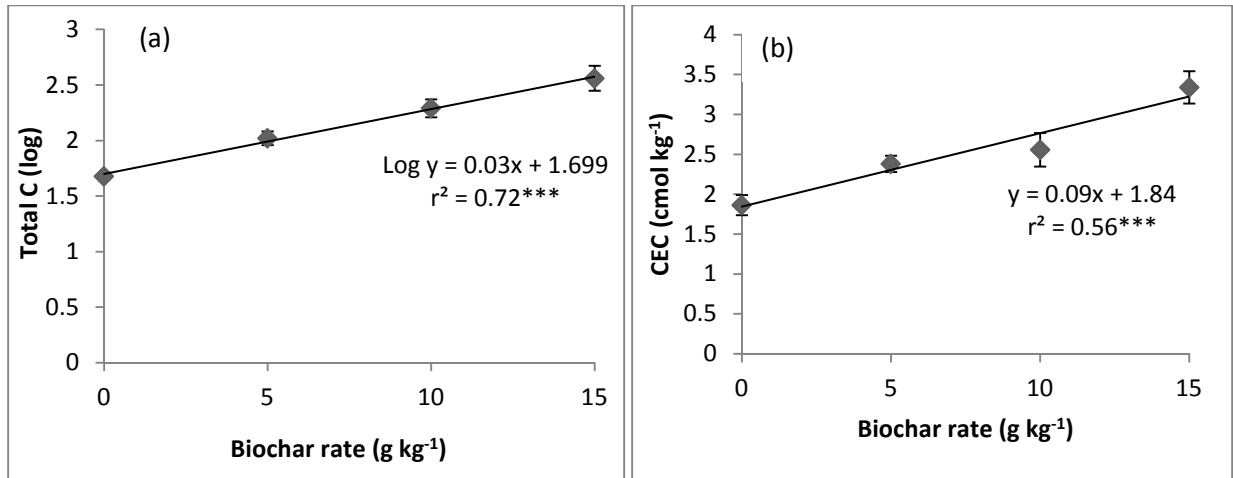 (a)
3
2.5
2
1.5
1
0.5
0
Total C (log)
Log y = 0.03x + 1.699
r² = 0.72***
0 5 10 15
Biochar rate (g kg⁻¹)
(b)
4
3.5
3
2.5
2
1.5
1
0.5
0
CEC (cmol kg⁻¹)
y = 0.09x + 1.84
r² = 0.56***
0 5 10 15
Biochar rate (g kg⁻¹)